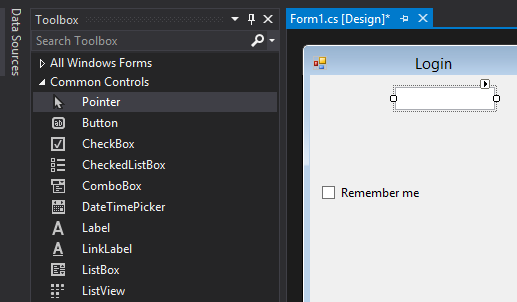 Data Sources
Toolbox
Search Toolbox
All Windows Forms
Common Controls
Pointer
Button
CheckBox
CheckedListBox
ComboBox
DateTimePicker
Label
LinkLabel
ListBox
ListView
Form1.cs [Design]*
Login
Remember me